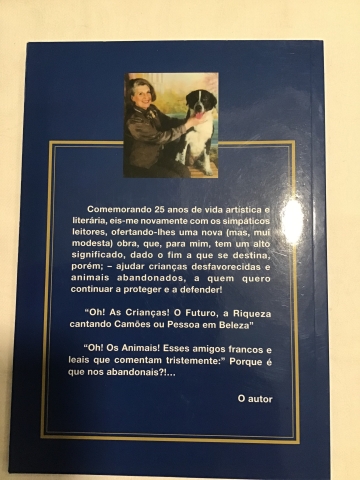 Comemorando 25 anos de vida artística e
literária, eis-me novamente com os simpáticos
leitores, ofertando-lhes uma nova (mas, mui
modesta) obra, que, para mim, tem um alto
significado, dado o fim a que se destina,
porém; – ajudar crianças desfavorecidas e
animais abandonados, a quem quero
continuar a proteger e a defender!
"Oh! As Crianças! O Futuro, a Riqueza
cantando Camões ou Pessoa em Beleza"
"Oh! Os Animais! Esses amigos francos e
leais que comentam tristemente:" Porque é
que nos abandonais?!...
O autor